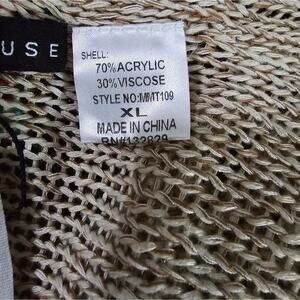 USE
SHELL:
70% ACRYLIC
30% VISCOSE
STYLE NO:MMT109
XL
MADE IN CHINA